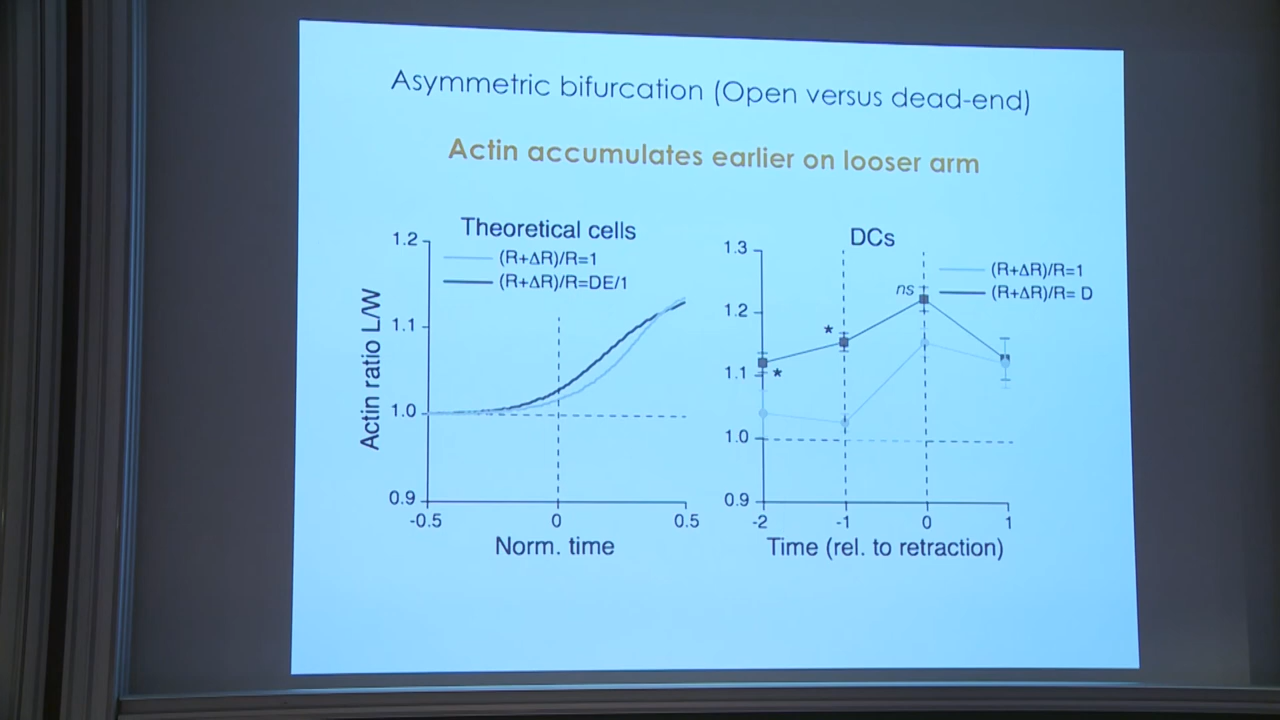 Asymmetric bifurcation (Open versus dead-end)
Actin accumulates earlier on looser arm
Theoretical cells
(R+ΔR)/R=1
(R+ΔR)/R=DE/1
Actin ratio L/W
1.2
1.1
1.0
0.9
-0.5
0
0.5
Norm. time
DCs
(R+ΔR)/R=1
(R+ΔR)/R= D
1.3
1.2
1.1
1.0
0.9
*
*
ns
-2
-1
0
1
Time (rel. to retraction)